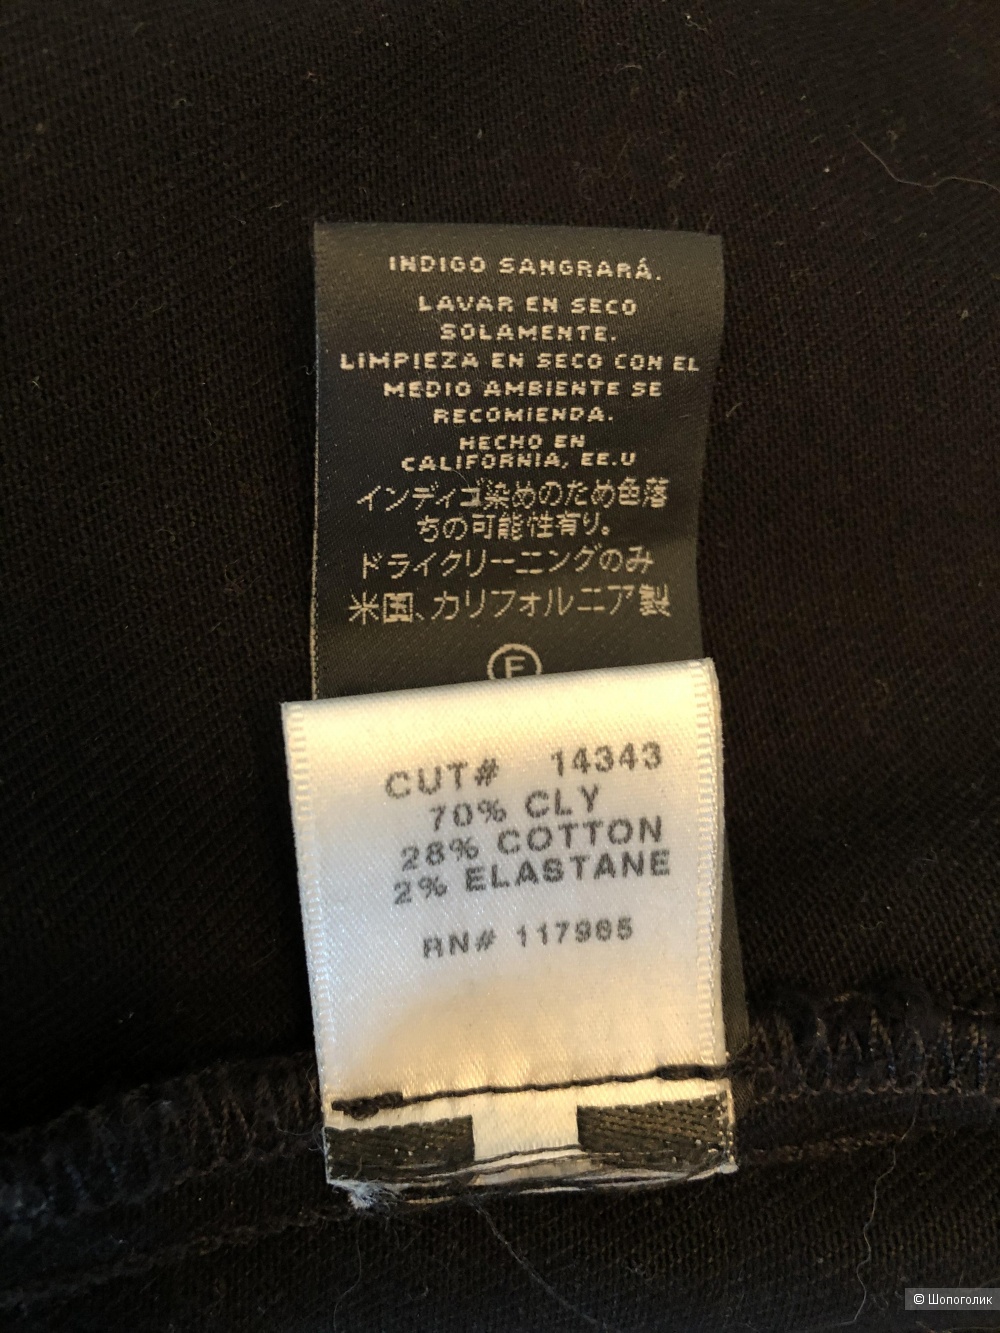 INDIGO SANGRARÁ.
LAVAR EN SECO
SOLAMENTE.
LIMPIEZA EN SECO CON EL
MEDIO AMBIENTE SE
RECOMIENDA.
HECHO EN
CALIFORNIA, EE.U
インディゴ染めのため色落
ちの可能性有り。
ドライクリーニングのみ
米国、カリフォルニア製
F
CUT# 14343
70% CLY
28% COTTON
2% ELASTANE
RN# 117985
© Шопоголик